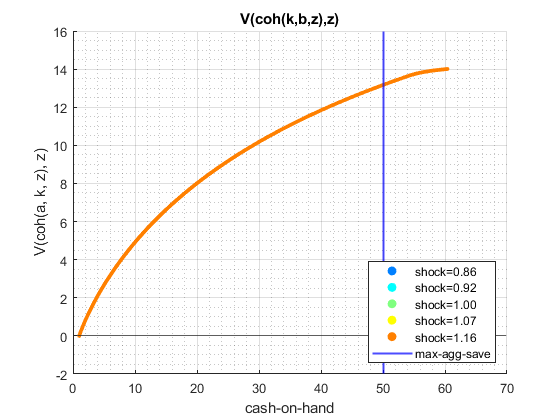 V(coh(k,b,z),z)
16
14
12
10
8
6
4
2
0
-2
V(coh(a, k, z), z)
shock=0.86
shock=0.92
shock=1.00
shock=1.07
shock=1.16
max-agg-save
0 10 20 30 40 50 60 70
cash-on-hand